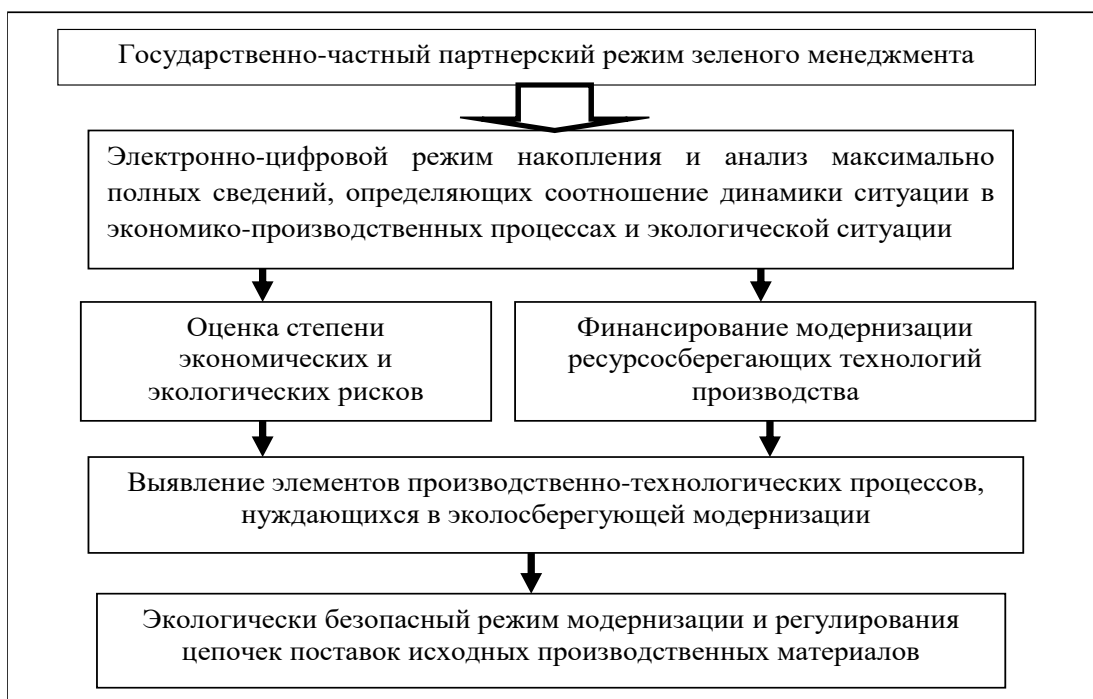 Государственно-частный партнерский режим зеленого менеджмента
Электронно-цифровой режим накопления и анализ максимально
полных сведений, определяющих соотношение динамики ситуации в
экономико-производственных процессах и экологической ситуации
Оценка степени
экономических и
экологических рисков
Финансирование модернизации
ресурсосберегающих технологий
производства
Выявление элементов производственно-технологических процессов,
нуждающихся в эколосберегующей модернизации
Экологически безопасный режим модернизации и регулирования
цепочек поставок исходных производственных материалов